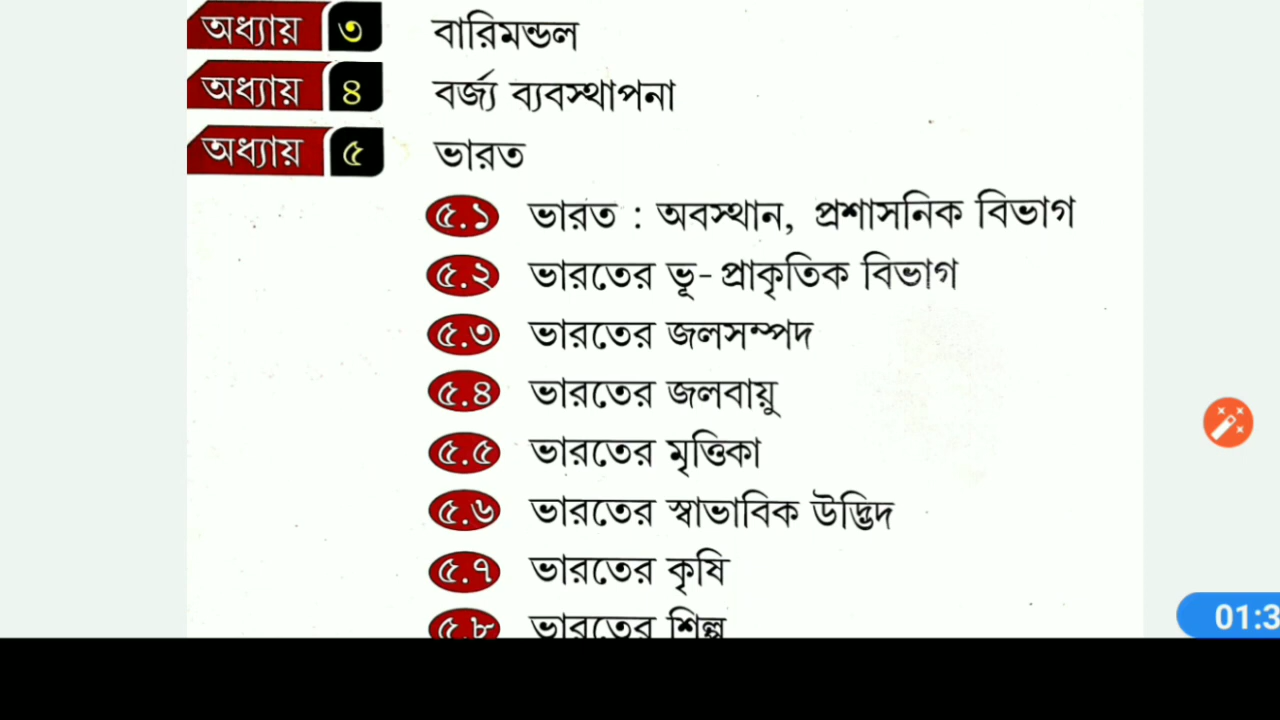 অধ্যায় ৩ বারিমন্ডল
অধ্যায় ৪ বর্জ্য ব্যবস্থাপনা
অধ্যায় ৫ ভারত
৫.১ ভারত : অবস্থান, প্রশাসনিক বিভাগ
৫.২ ভারতের ভূ-প্রাকৃতিক বিভাগ
৫.৩ ভারতের জলসম্পদ
৫.৪ ভারতের জলবায়ু
৫.৫ ভারতের মৃত্তিকা
৫.৬ ভারতের স্বাভাবিক উদ্ভিদ
৫.৭ ভারতের কৃষি
৫.৮ ভারতের শিল্প
01:3